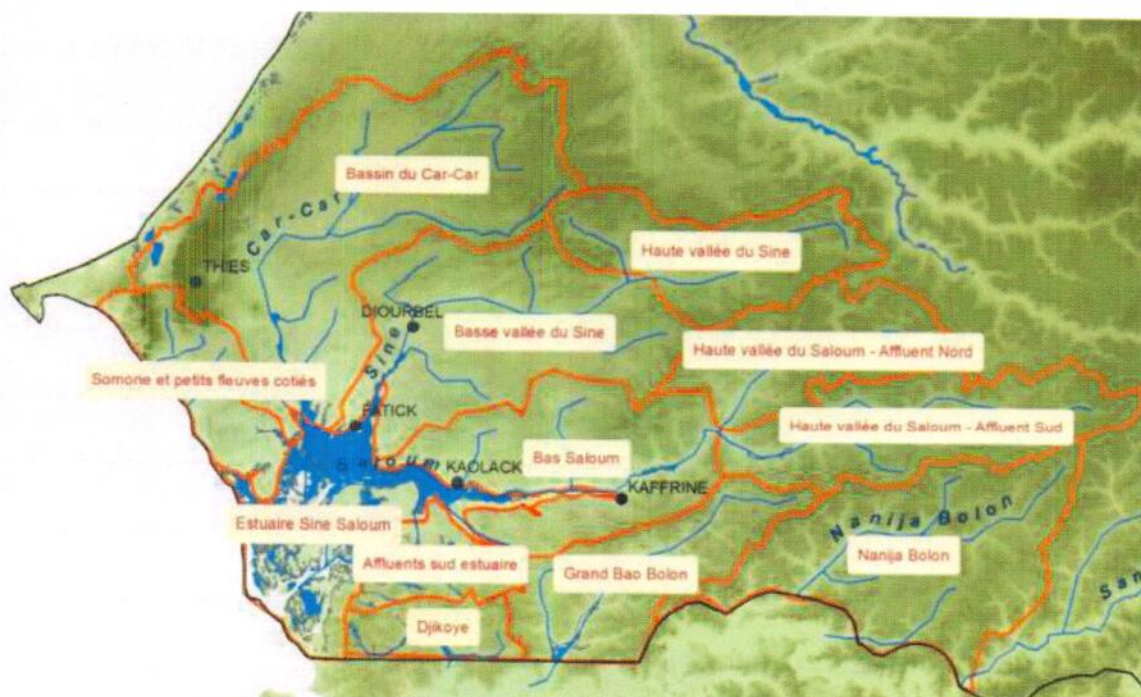 Bassin du Car-Car
Car-Car
Haute vallée du Sine
THIES
DIOURBEL
Basse vallée du Sine
Sine
Haute vallée du Saloum - Affluent Nord
Somone et petits fleuves cotiés
FATICK
Haute vallée du Saloum - Affluent Sud
Saloum
KAOLACK
Bas Saloum
KAFFRINE
Estuaire Sine Saloum
Nanija Bolon
Affluents sud estuaire
Grand Bao Bolon
Nanija Bolon
Djikoye